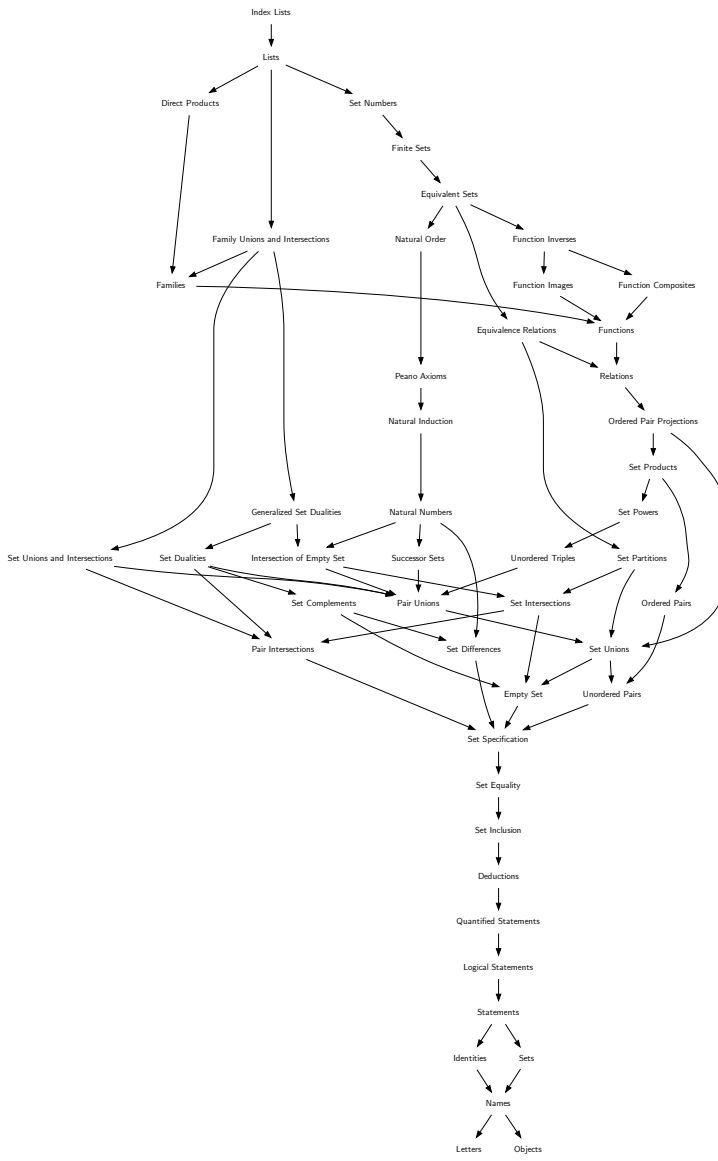 Index Lists
Lists
Direct Products
Set Numbers
Finite Sets
Equivalent Sets
Family Unions and Intersections
Natural Order
Function Inverses
Families
Function Images
Function Composites
Equivalence Relations
Functions
Peano Axioms
Relations
Natural Induction
Ordered Pair Projections
Set Products
Generalized Set Dualities
Natural Numbers
Set Powers
Set Unions and Intersections
Set Dualities
Intersection of Empty Set
Successor Sets
Unordered Triples
Set Partitions
Set Complements
Pair Unions
Set Intersections
Ordered Pairs
Pair Intersections
Set Differences
Set Unions
Empty Set
Unordered Pairs
Set Specification
Set Equality
Set Inclusion
Deductions
Quantified Statements
Logical Statements
Statements
Identities
Sets
Names
Letters
Objects